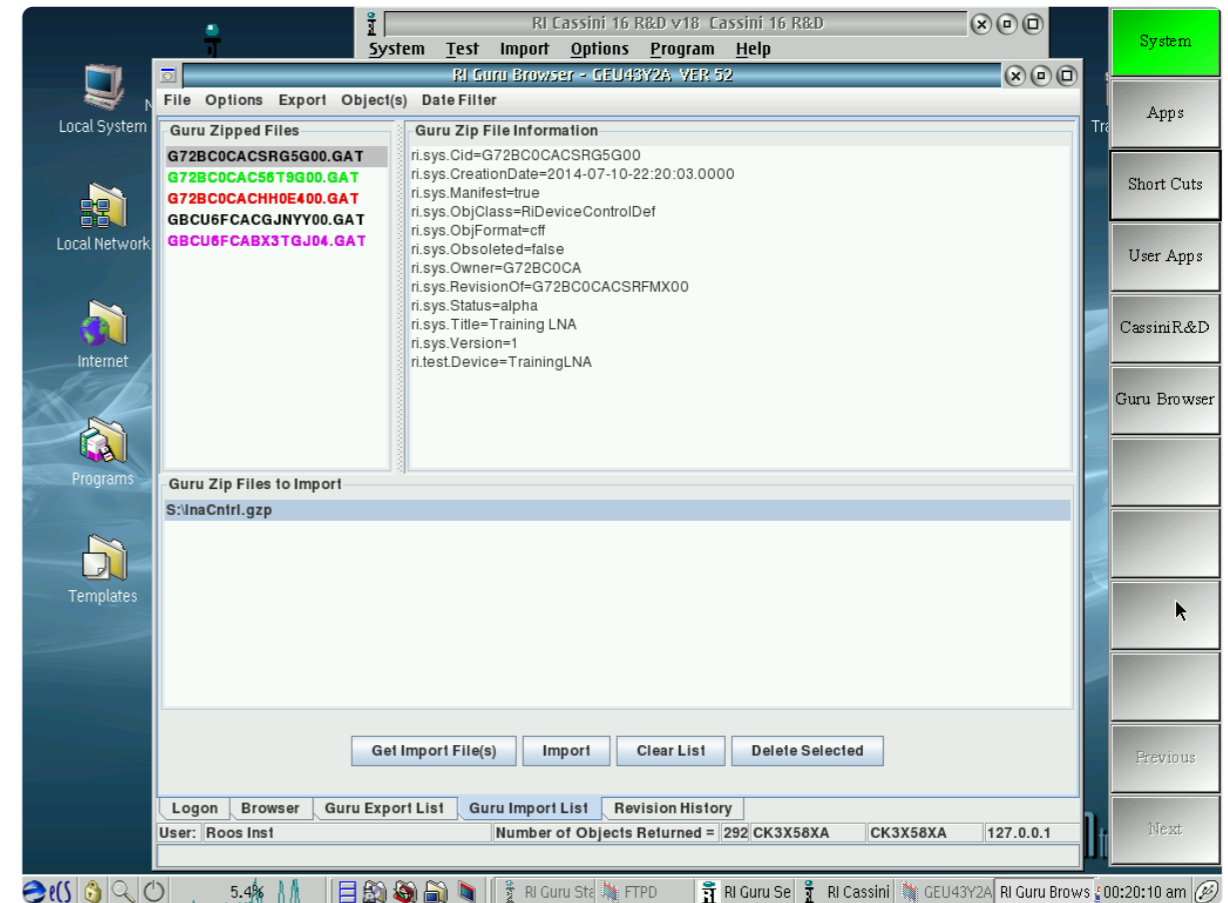 RI Cassini 16 R&D v18 Cassini 16 R&D
System Test Import Options Program Help
RI Guru Browser - GEU43Y2A VER 52
File Options Export Object(s) Date Filter
Local System
Local Network
Internet
Programs
Templates
Guru Zipped Files
G72BC0CACSRG5G00.GAT
G72BC0CAC58T9G00.GAT
G72BC0CACHH0E400.GAT
GBCU6FCACGJNYY00.GAT
GBCU6FCABX3TGJ04.GAT
Guru Zip File Information
ri.sys.Cid=G72BC0CACSRG5G00
ri.sys.CreationDate=2014-07-10-22:20:03.0000
ri.sys.Manifest=true
ri.sys.ObjClass=RiDeviceControlDef
ri.sys.ObjFormat=cff
ri.sys.Obsoleted=false
ri.sys.Owner=G72BC0CA
ri.sys.RevisionOf=G72BC0CACSRFMX00
ri.sys.Status=alpha
ri.sys.Title=Training LNA
ri.sys.Version=1
ri.test.Device=TrainingLNA
Guru Zip Files to Import
S:\lnaCntrl.gzp
Get Import File(s) Import Clear List Delete Selected
Logon Browser Guru Export List Guru Import List Revision History
User: Roos Inst Number of Objects Returned = 292 CK3X58XA CK3X58XA 127.0.0.1
System
Apps
Short Cuts
User Apps
CassiniR&D
Guru Browser
Previous
Next
eCS 5.4% RI Guru Sta FTPD RI Guru Se RI Cassini GEU43Y2A RI Guru Brows 00:20:10 am